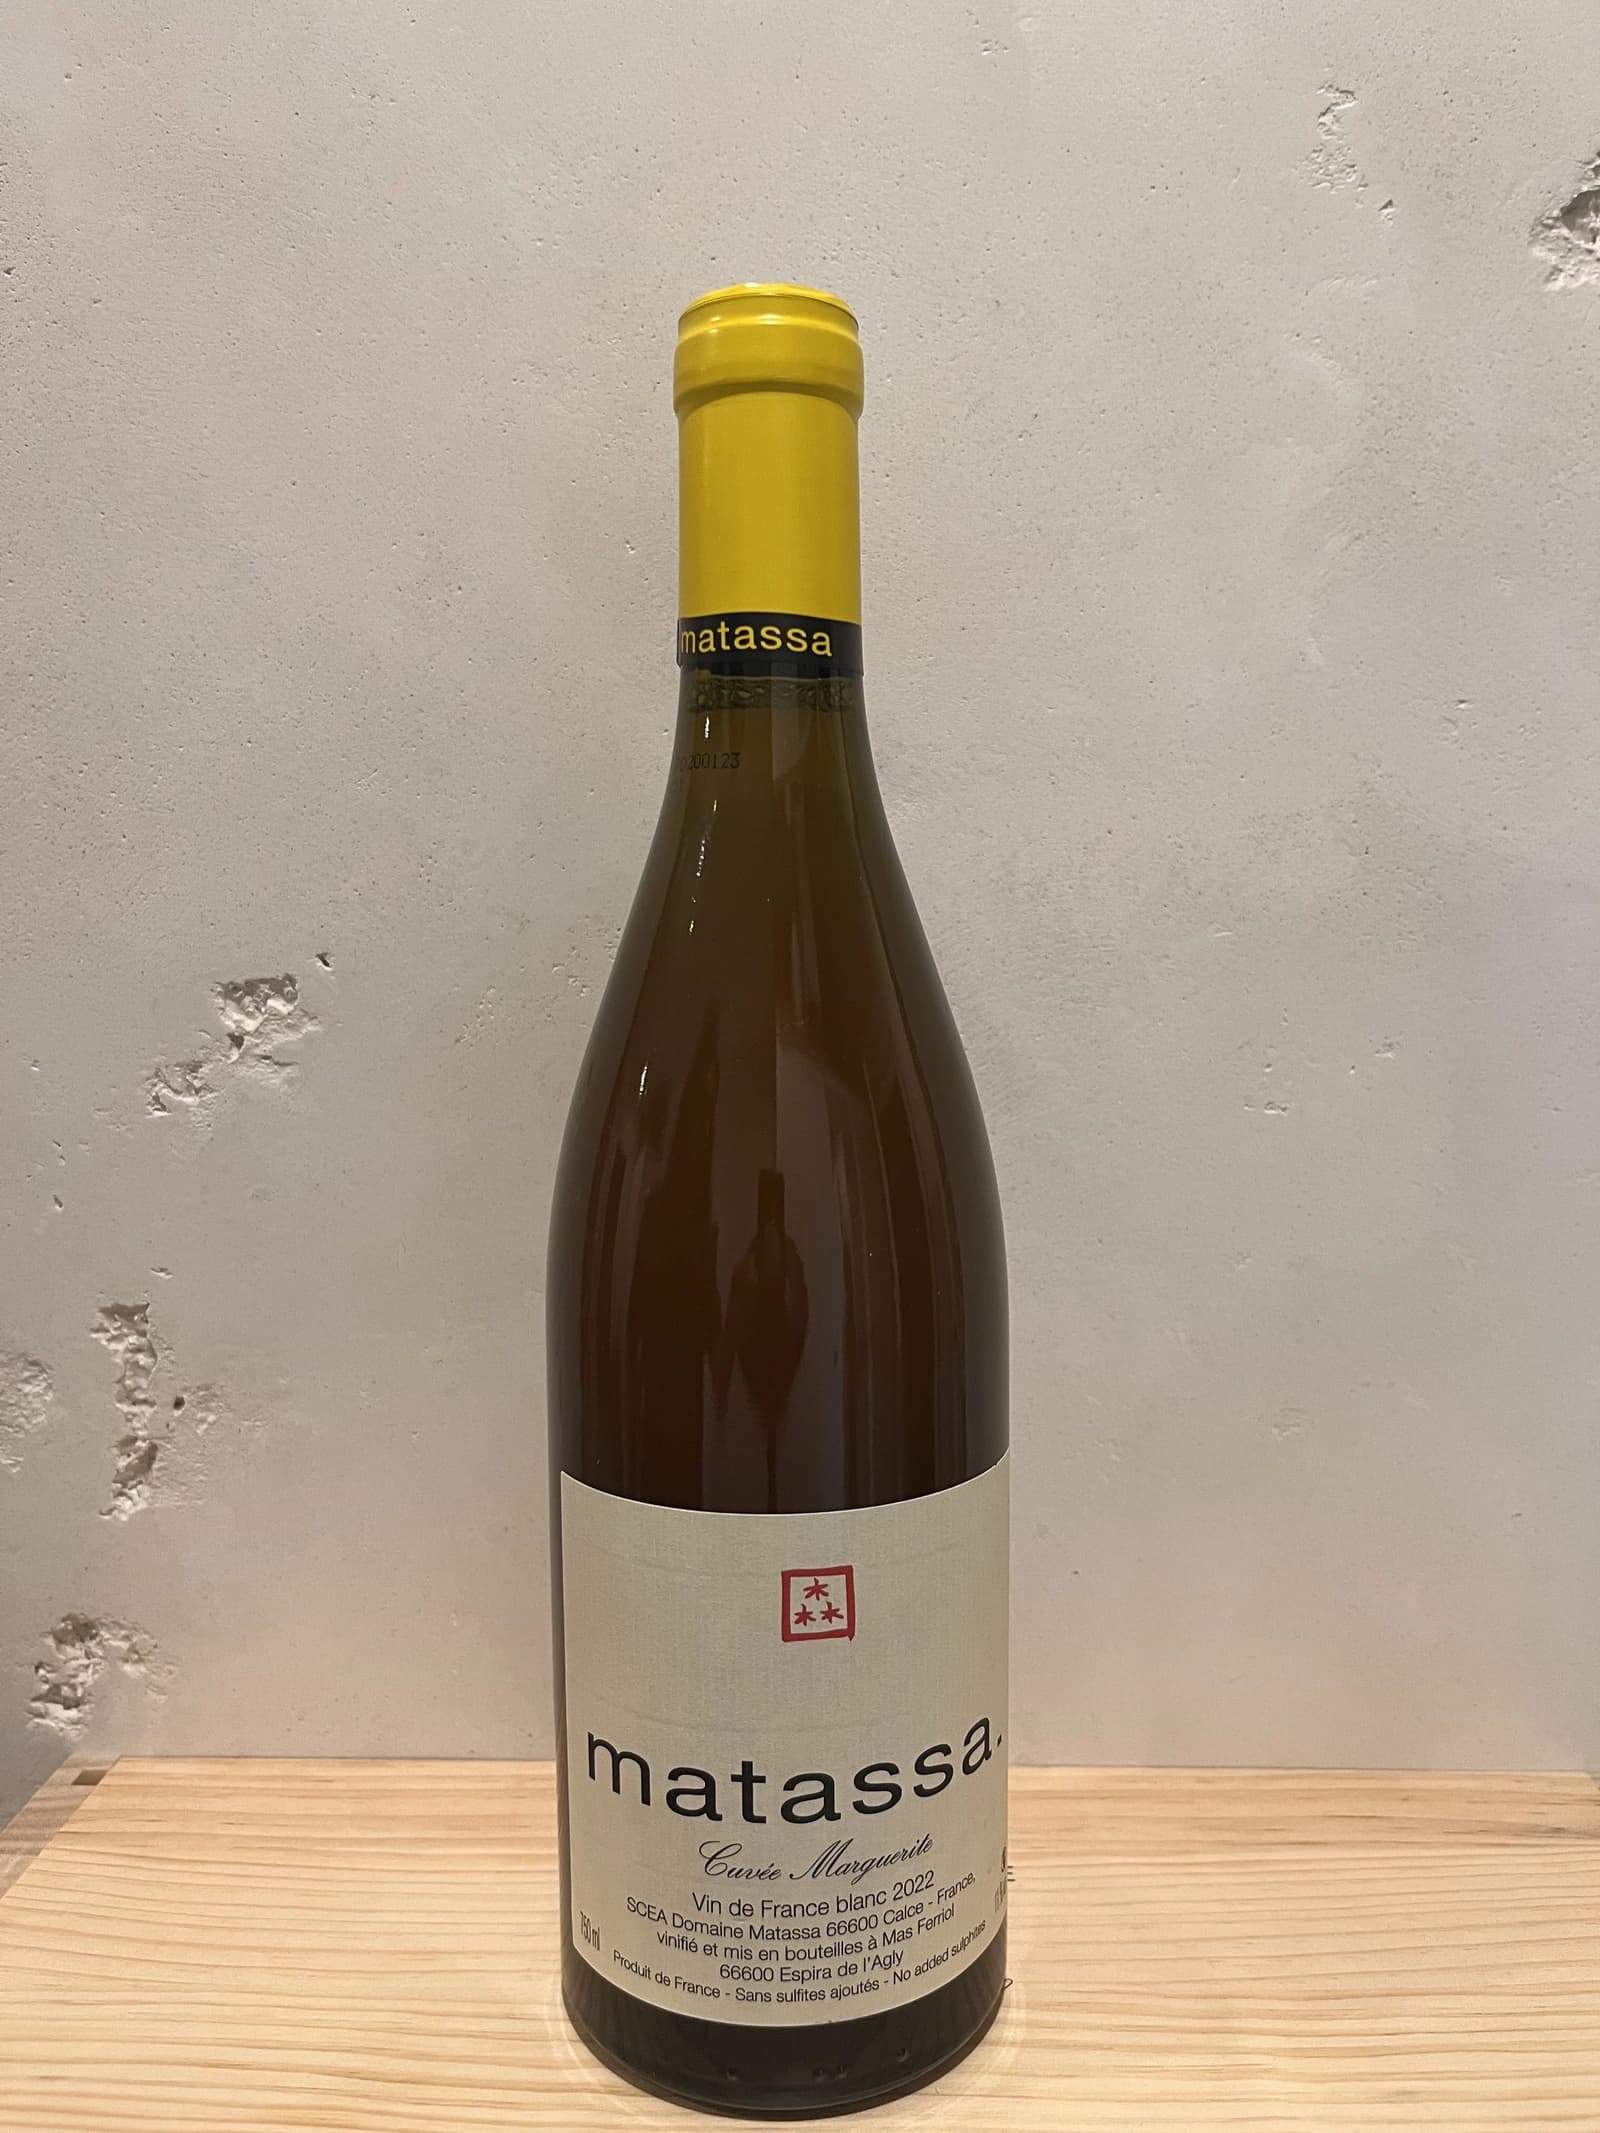 matassa
200123
matassa.
Cuvée Marguerite
Vin de France blanc 2022
SCEA Domaine Matassa 66600 Calce - France,
vinifié et mis en bouteilles à Mas Ferriol
66600 Espira de l'Agly
Produit de France - Sans sulfites ajoutés - No added sulphites
750 ml